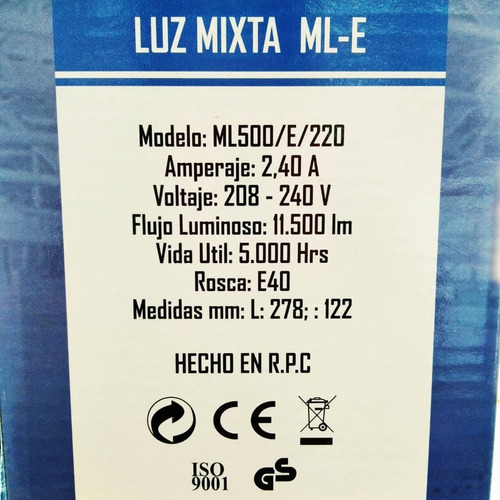 LUZ MIXTA ML-E
Modelo: ML500/E/220
Amperaje: 2,40 A
Voltaje: 208 - 240 V
Flujo Luminoso: 11.500 lm
Vida Util: 5.000 Hrs
Rosca: E40
Medidas mm: L: 278; : 122
HECHO EN R.P.C
CE
ISO
9001
GS